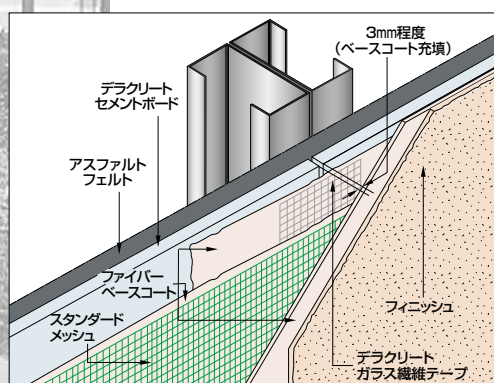 3mm程度
（ベースコート充填）
デラクリート
セメントボード
アスファルト
フェルト
ファイバー
ベースコート
スタンダード
メッシュ
フィニッシュ
デラクリート
ガラス繊維テープ